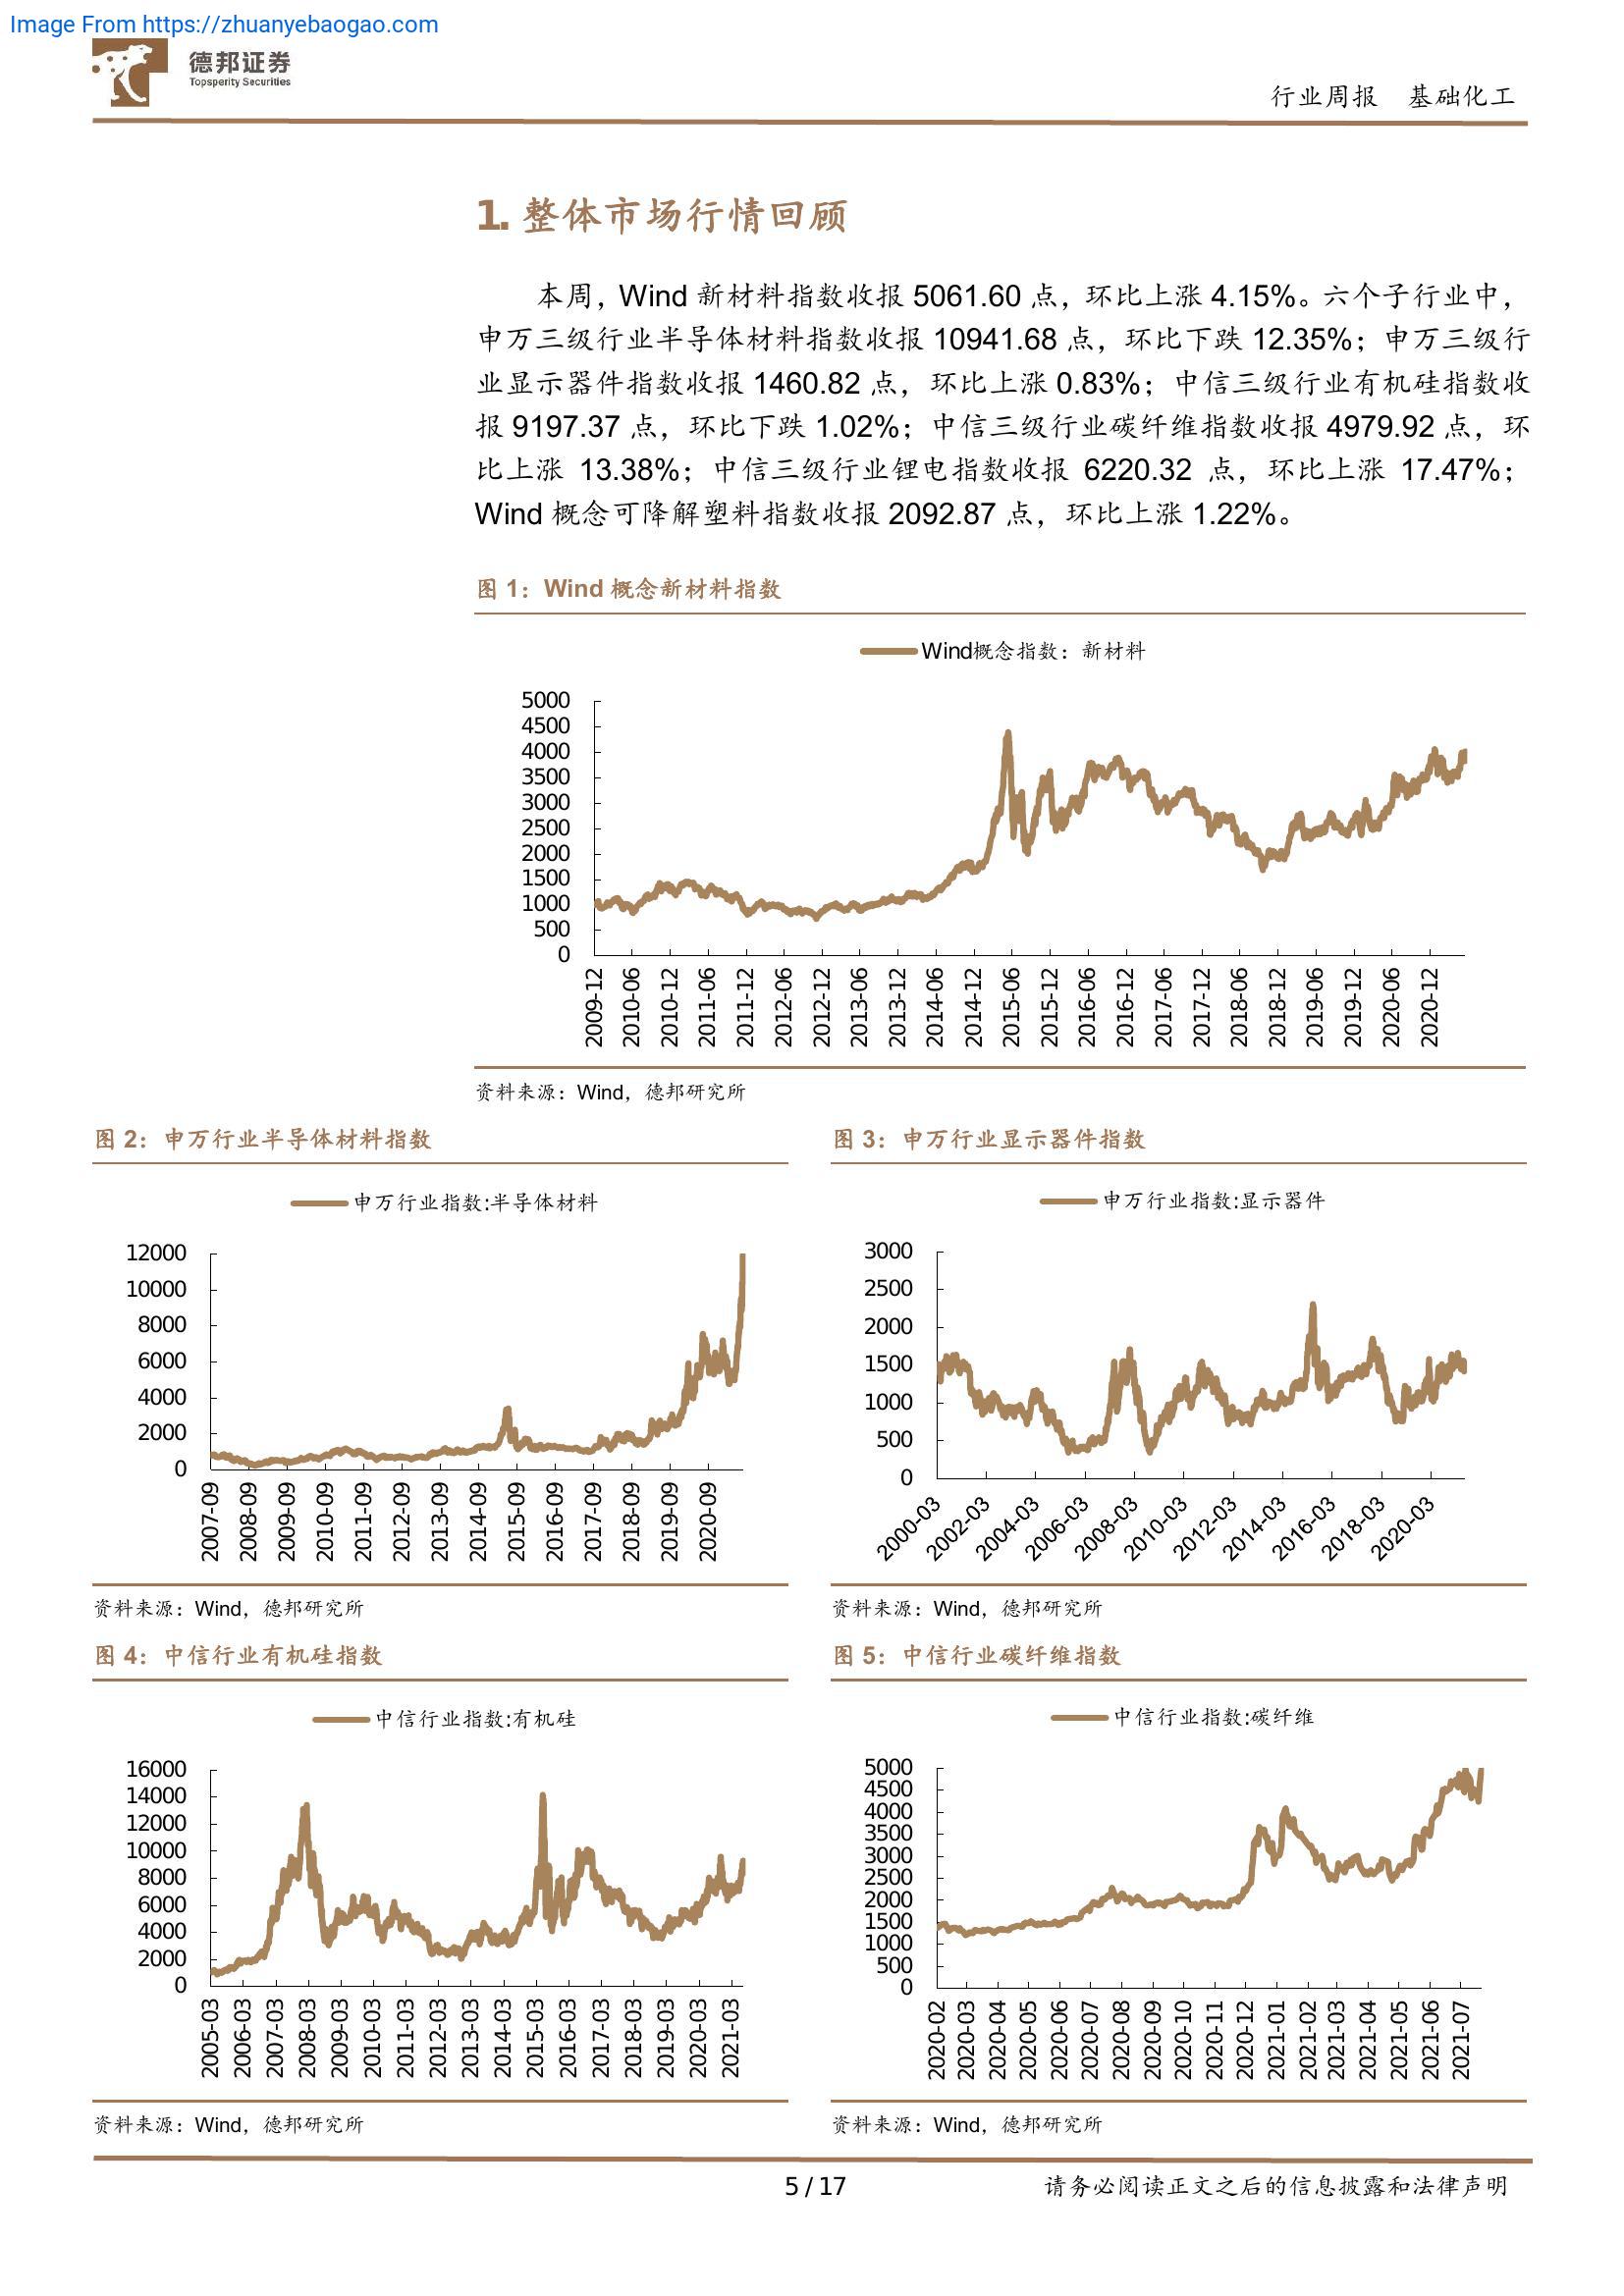 Image From https://zhuanyebaogao.com
德邦证券
Topsperity Securities
行业周报 基础化工
1. 整体市场行情回顾
本周，Wind 新材料指数收报 5061.60 点，环比上涨 4.15%。六个子行业中，
申万三级行业半导体材料指数收报 10941.68 点，环比下跌 12.35%；申万三级行
业显示器件指数收报 1460.82 点，环比上涨 0.83%；中信三级行业有机硅指数收
报 9197.37 点，环比下跌 1.02%；中信三级行业碳纤维指数收报 4979.92 点，环
比上涨 13.38%；中信三级行业锂电指数收报 6220.32 点，环比上涨 17.47%；
Wind 概念可降解塑料指数收报 2092.87 点，环比上涨 1.22%。
图 1：Wind 概念新材料指数
Wind概念指数：新材料
5000
4500
4000
3500
3000
2500
2000
1500
1000
500
0
2009-12 2010-06 2010-12 2011-06 2011-12 2012-06 2012-12 2013-06 2013-12 2014-06 2014-12 2015-06 2015-12 2016-06 2016-12 2017-06 2017-12 2018-06 2018-12 2019-06 2019-12 2020-06 2020-12
资料来源：Wind，德邦研究所
图 2：申万行业半导体材料指数
申万行业指数:半导体材料
12000
10000
8000
6000
4000
2000
0
2007-09 2008-09 2009-09 2010-09 2011-09 2012-09 2013-09 2014-09 2015-09 2016-09 2017-09 2018-09 2019-09 2020-09
资料来源：Wind，德邦研究所
图 3：申万行业显示器件指数
申万行业指数:显示器件
3000
2500
2000
1500
1000
500
0
2000-03 2002-03 2004-03 2006-03 2008-03 2010-03 2012-03 2014-03 2016-03 2018-03 2020-03
资料来源：Wind，德邦研究所
图 4：中信行业有机硅指数
中信行业指数:有机硅
16000
14000
12000
10000
8000
6000
4000
2000
0
2005-03 2006-03 2007-03 2008-03 2009-03 2010-03 2011-03 2012-03 2013-03 2014-03 2015-03 2016-03 2017-03 2018-03 2019-03 2020-03 2021-03
资料来源：Wind，德邦研究所
图 5：中信行业碳纤维指数
中信行业指数:碳纤维
5000
4500
4000
3500
3000
2500
2000
1500
1000
500
0
2020-02 2020-03 2020-04 2020-05 2020-06 2020-07 2020-08 2020-09 2020-10 2020-11 2020-12 2021-01 2021-02 2021-03 2021-04 2021-05 2021-06 2021-07
资料来源：Wind，德邦研究所
5 / 17
请务必阅读正文之后的信息披露和法律声明